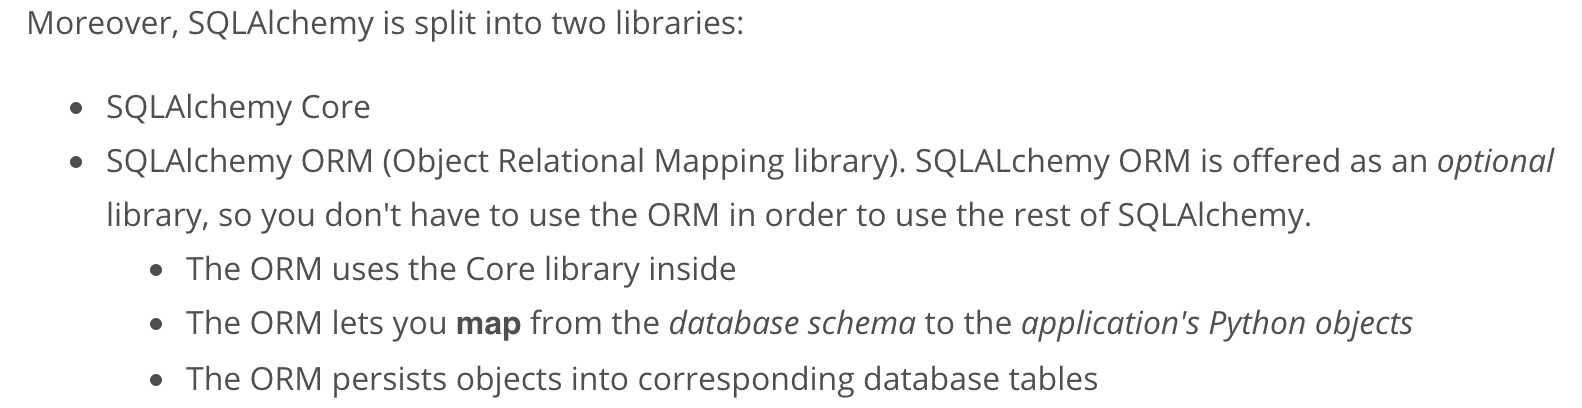 Moreover, SQLAlchemy is split into two libraries:
• SQLAlchemy Core
• SQLAlchemy ORM (Object Relational Mapping library). SQLALchemy ORM is offered as an optional
library, so you don't have to use the ORM in order to use the rest of SQLAlchemy.
• The ORM uses the Core library inside
• The ORM lets you map from the database schema to the application's Python objects
• The ORM persists objects into corresponding database tables